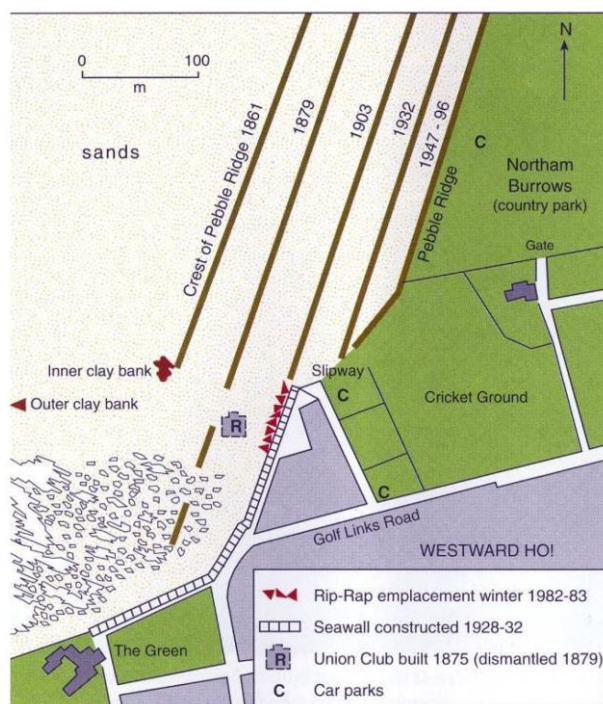 0 100
m
N
sands
Crest of Pebble Ridge 1861
1879
1903
1932
1947 - 96
Pebble Ridge
C
Northam
Burrows
(country park)
Gate
Inner clay bank
Outer clay bank
Slipway
C
Cricket Ground
R
C
Golf Links Road
WESTWARD HO!
The Green
Rip-Rap emplacement winter 1982-83
Seawall constructed 1928-32
R Union Club built 1875 (dismantled 1879)
C Car parks